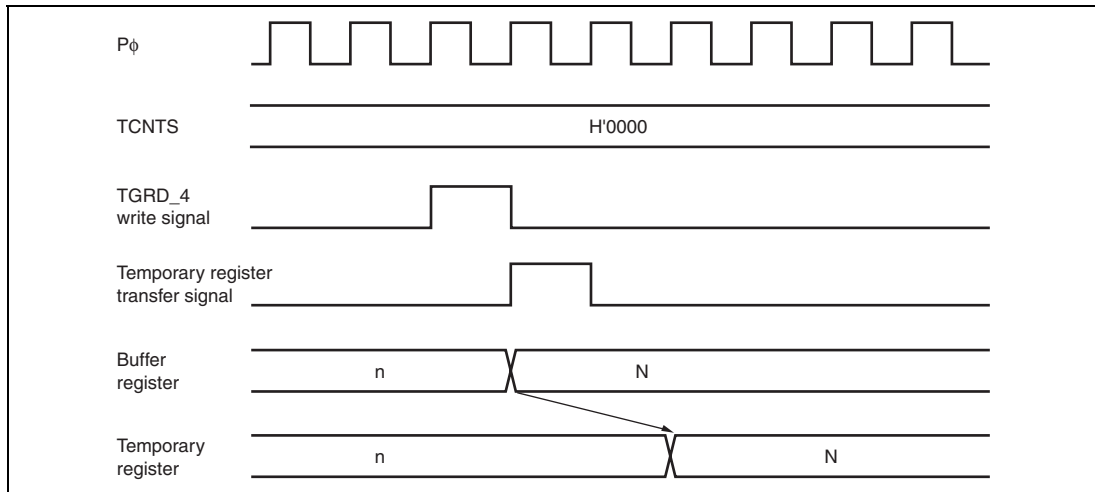 Pϕ
TCNTS
H'0000
TGRD_4
write signal
Temporary register
transfer signal
Buffer
register
n
N
Temporary
register
n
N